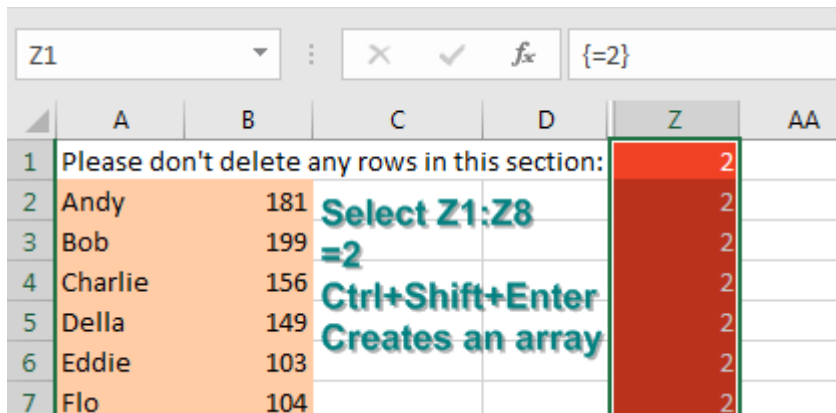 Z1 fx {=2}
A B C D Z AA
1 Please don't delete any rows in this section: 2
2 Andy 181 2
3 Bob 199 2
4 Charlie 156 2
5 Della 149 2
6 Eddie 103 2
7 Flo 104 2
Select Z1:Z8
=2
Ctrl+Shift+Enter
Creates an array